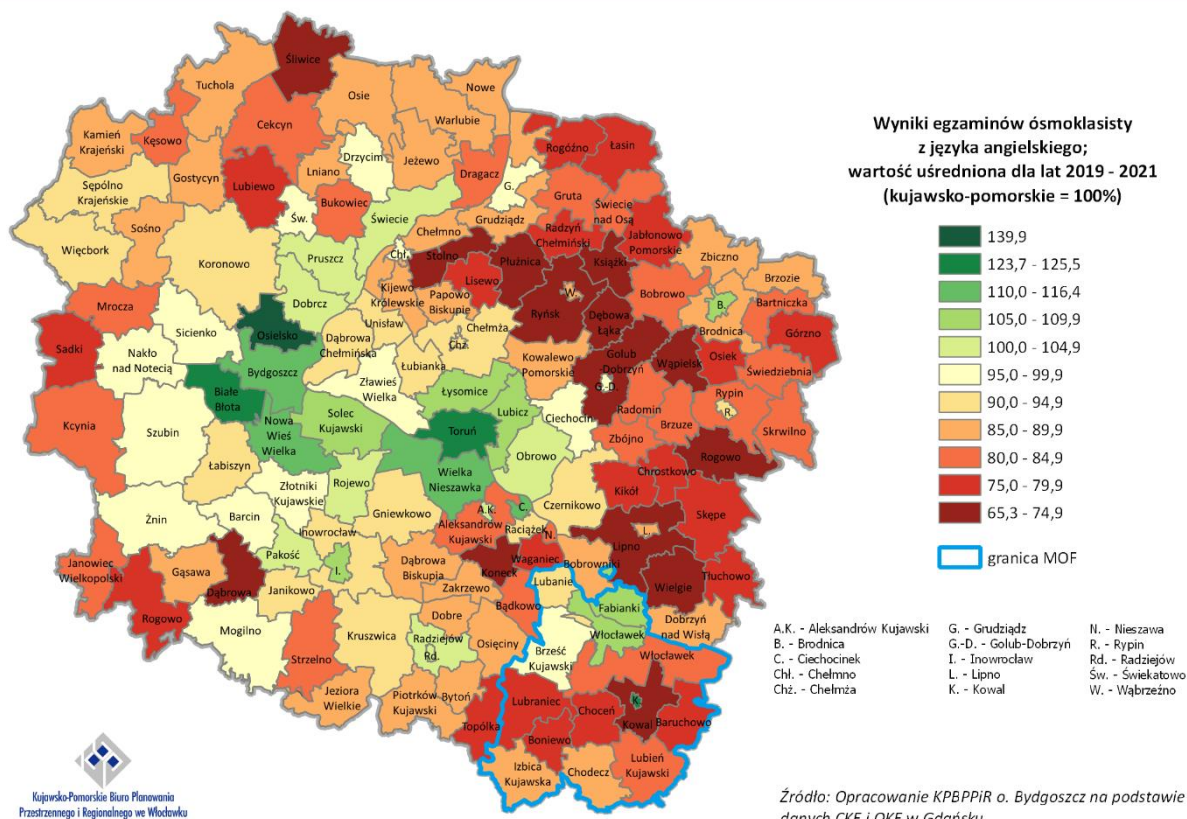 Śliwice
Tuchola
Osie
Nowe
Warlubie
Cekcyn
Kamień
Krajeński
Kęsowo
Drzycim
Jeżewo
Rogóźno
Łasin
Gostycyn
Lniano
Dragacz
G.
Sępólno
Krajeńskie
Lubiewo
Bukowiec
Gruta
Świecie
nad Osą
Św.
Świecie
Grudziądz
Sośno
Chełmno
Radzyń
Chełmiński
Jabłonowo
Pomorskie
Więcbork
Koronowo
Pruszcz
Chł.
Stolno
Płużnica
Książki
Zbiczno
Brzozie
Lisewo
Kijewo
Królewskie
Papowo
Biskupie
W.
Bobrowo
B.
Bartniczka
Mrocza
Dobrcz
Unisław
Ryńsk
Dębowa
Łąka
Brodnica
Górzno
Sicienko
Osielsko
Dąbrowa
Chełmińska
Chełmża
Chż.
Sadki
Nakło
nad Notecią
Bydgoszcz
Łubianka
Kowalewo
Pomorskie
Golub
-Dobrzyń
Wąpielsk
Osiek
Świedziebnia
Zławieś
Wielka
G.-D.
Białe
Błota
Łysomice
Rypin
R.
Kcynia
Solec
Kujawski
Lubicz
Ciechocin
Radomin
Brzuze
Skrwilno
Szubin
Nowa
Wieś
Wielka
Toruń
Zbójno
Łabiszyn
Obrowo
Rogowo
Wielka
Nieszawka
Chrostkowo
Złotniki
Kujawskie
Rojewo
Kikół
Skępe
Żnin
Barcin
Gniewkowo
A.K.
C.
Czernikowo
Inowrocław
Aleksandrów
Kujawski
Raciążek
N.
L.
Lipno
Pakość
I.
Janowiec
Wielkopolski
Gąsawa
Dąbrowa
Dąbrowa
Biskupia
Koneck
Waganiec
Bobrowniki
Wielgie
Tłuchowo
Janikowo
Zakrzewo
Lubanie
Rogowo
Bądkowo
Fabianki
Dobrzyń
nad Wisłą
Mogilno
Strzelno
Kruszwica
Dobre
Radziejów
Rd.
Osięciny
Włocławek
Brześć
Kujawski
Włocławek
Jeziora
Wielkie
Piotrków
Kujawski
Bytoń
Topólka
Lubraniec
Choceń
K.
Kowal
Baruchowo
Boniewo
Izbica
Kujawska
Chodecz
Lubień
Kujawski
Wyniki egzaminów ósmoklasisty
z języka angielskiego;
wartość uśredniona dla lat 2019 - 2021
(kujawsko-pomorskie = 100%)
139,9
123,7 - 125,5
110,0 - 116,4
105,0 - 109,9
100,0 - 104,9
95,0 - 99,9
90,0 - 94,9
85,0 - 89,9
80,0 - 84,9
75,0 - 79,9
65,3 - 74,9
granica MOF
A.K. - Aleksandrów Kujawski
B. - Brodnica
C. - Ciechocinek
Chł. - Chełmno
Chż. - Chełmża
G. - Grudziądz
G.-D. - Golub-Dobrzyń
I. - Inowrocław
L. - Lipno
K. - Kowal
N. - Nieszawa
R. - Rypin
Rd. - Radziejów
Św. - Świekatowo
W. - Wąbrzeźno
Kujawsko-Pomorskie Biuro Planowania
Przestrzennego i Regionalnego we Włocławku
Źródło: Opracowanie KPBPPiR o. Bydgoszcz na podstawie
danych CKE i OKE w Gdańsku